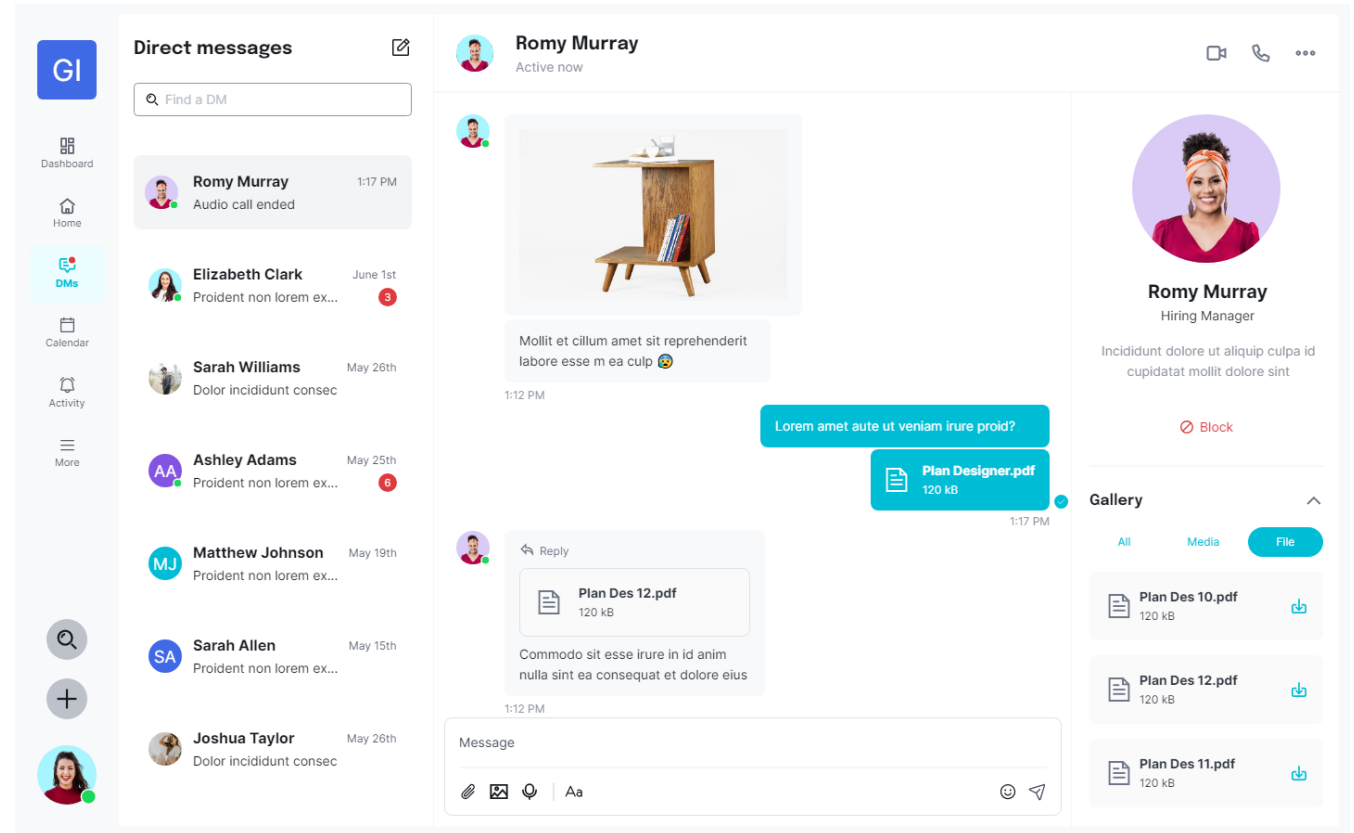 GI
Dashboard
Home
DMs
Calendar
Activity
More
Direct messages
Find a DM
Romy Murray
1:17 PM
Audio call ended
Elizabeth Clark
June 1st
Proident non lorem ex...
3
Sarah Williams
May 26th
Dolor incididunt consec
Ashley Adams
May 25th
AA
Proident non lorem ex...
6
Matthew Johnson
May 19th
MJ
Proident non lorem ex...
Sarah Allen
May 15th
SA
Proident non lorem ex...
Joshua Taylor
May 26th
Dolor incididunt consec
Romy Murray
Active now
Mollit et cillum amet sit reprehenderit
labore esse m ea culp 😰
1:12 PM
Lorem amet aute ut veniam irure proid?
Plan Designer.pdf
120 kB
1:17 PM
Reply
Plan Des 12.pdf
120 kB
Commodo sit esse irure in id anim
nulla sint ea consequat et dolore eius
1:12 PM
Message
Aa
Romy Murray
Hiring Manager
Incididunt dolore ut aliquip culpa id
cupidatat mollit dolore sint
Block
Gallery
All
Media
File
Plan Des 10.pdf
120 kB
Plan Des 12.pdf
120 kB
Plan Des 11.pdf
120 kB